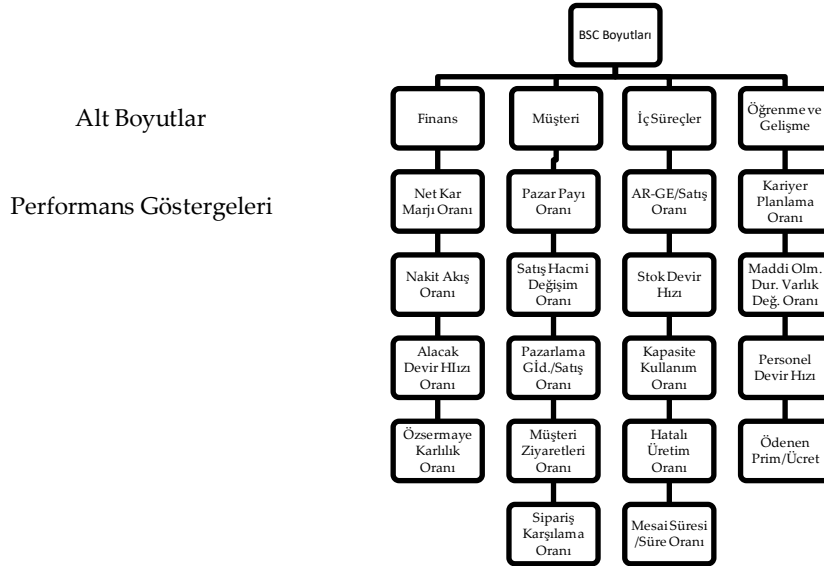 BSC Boyutları
Alt Boyutlar
Finans
Müşteri
İç Süreçler
Öğrenme ve
Gelişme
Performans Göstergeleri
Net Kar
Marjı Oranı
Pazar Payı
Oranı
AR-GE/Satış
Oranı
Kariyer
Planlama
Oranı
Nakit Akış
Oranı
Satış Hacmi
Değişim
Oranı
Stok Devir
Hızı
Maddi Olm.
Dur. Varlık
Değ. Oranı
Alacak
Devir HIızı
Oranı
Pazarlama
Gİd./Satış
Oranı
Kapasite
Kullanım
Oranı
Personel
Devir Hızı
Özsermaye
Karlılık
Oranı
Müşteri
Ziyaretleri
Oranı
Hatalı
Üretim
Oranı
Ödenen
Prim/Ücret
Sipariş
Karşılama
Oranı
Mesai Süresi
/Süre Oranı